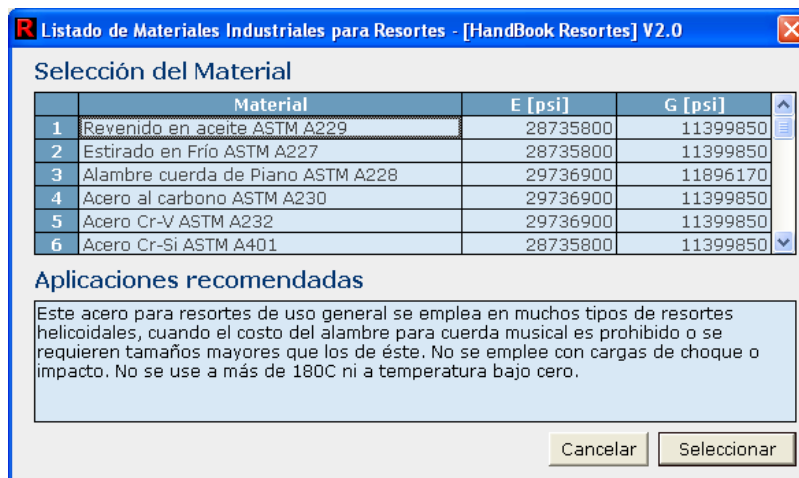 R Listado de Materiales Industriales para Resortes - [HandBook Resortes] V2.0
Selección del Material
Material E [psi] G [psi]
1 Revenido en aceite ASTM A229 28735800 11399850
2 Estirado en Frío ASTM A227 28735800 11399850
3 Alambre cuerda de Piano ASTM A228 29736900 11896170
4 Acero al carbono ASTM A230 29736900 11399850
5 Acero Cr-V ASTM A232 29736900 11399850
6 Acero Cr-Si ASTM A401 28735800 11399850
Aplicaciones recomendadas
Este acero para resortes de uso general se emplea en muchos tipos de resortes
helicoidales, cuando el costo del alambre para cuerda musical es prohibido o se
requieren tamaños mayores que los de éste. No se emplee con cargas de choque o
impacto. No se use a más de 180C ni a temperatura bajo cero.
Cancelar Seleccionar